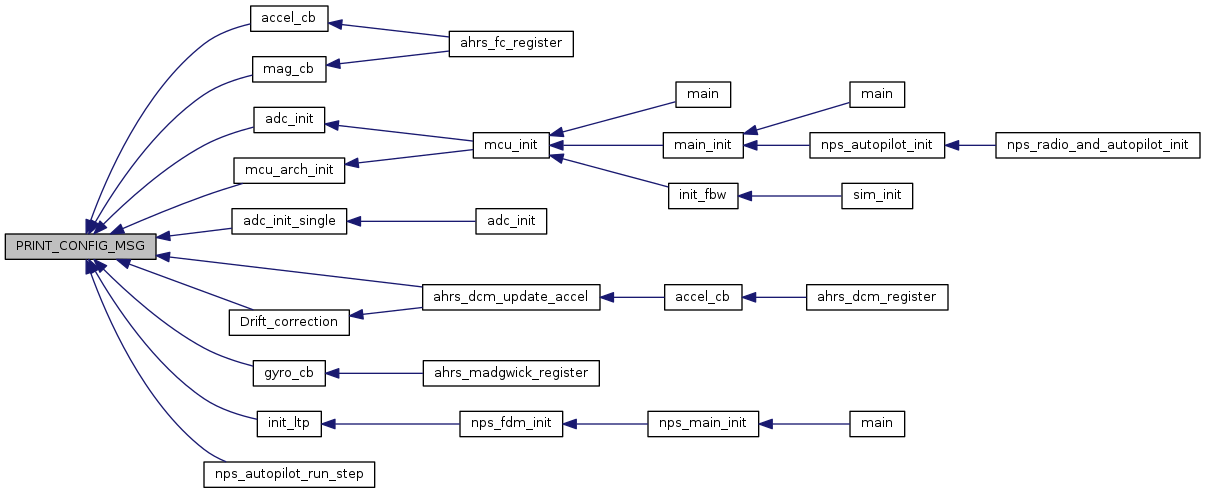 accel_cb
ahrs_fc_register
mag_cb
main
main
adc_init
mcu_init
main_init
nps_autopilot_init
nps_radio_and_autopilot_init
mcu_arch_init
init_fbw
sim_init
adc_init_single
adc_init
PRINT_CONFIG_MSG
ahrs_dcm_update_accel
accel_cb
ahrs_dcm_register
Drift_correction
gyro_cb
ahrs_madgwick_register
init_ltp
nps_fdm_init
nps_main_init
main
nps_autopilot_run_step